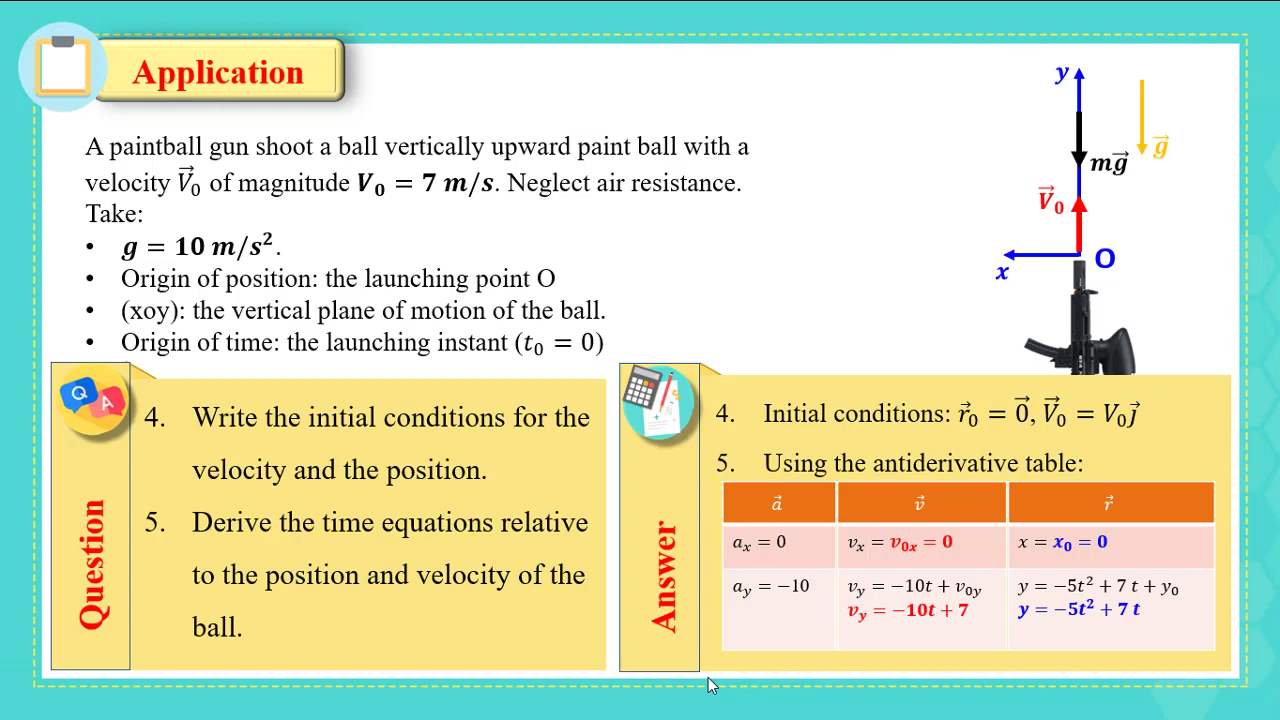 Application
A paintball gun shoot a ball vertically upward paint ball with a
velocity V⃗₀ of magnitude V₀ = 7 m/s. Neglect air resistance.
Take:
• g = 10 m/s².
• Origin of position: the launching point O
• (xoy): the vertical plane of motion of the ball.
• Origin of time: the launching instant (t₀ = 0)
y
g⃗
mg⃗
V⃗₀
O
x
Q
A
Question
4. Write the initial conditions for the
velocity and the position.
5. Derive the time equations relative
to the position and velocity of the
ball.
Answer
4. Initial conditions: r⃗₀ = 0⃗, V⃗₀ = V₀j⃗
5. Using the antiderivative table:
a⃗ v⃗ r⃗
aₓ = 0 vₓ = v₀ₓ = 0 x = x₀ = 0
a_y = −10 v_y = −10t + v₀_y y = −5t² + 7 t + y₀
v_y = −10t + 7 y = −5t² + 7 t